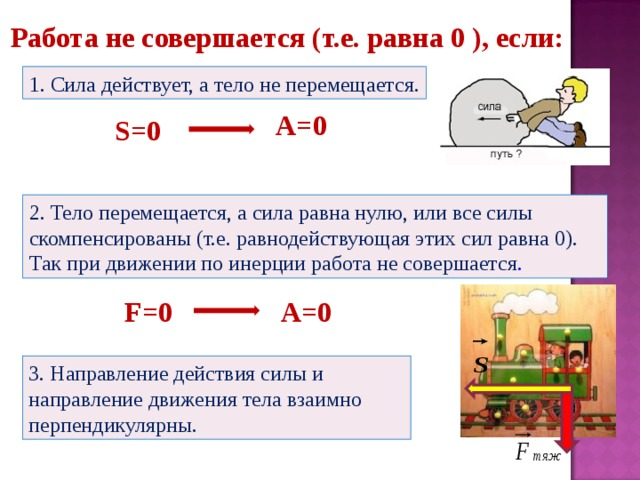 Работа не совершается (т.е. равна 0 ), если:
1. Сила действует, а тело не перемещается.
сила
S=0
A=0
путь ?
2. Тело перемещается, а сила равна нулю, или все силы
скомпенсированы (т.е. равнодействующая этих сил равна 0).
Так при движении по инерции работа не совершается.
F=0
A=0
S
3. Направление действия силы и
направление движения тела взаимно
перпендикулярны.
F тяж